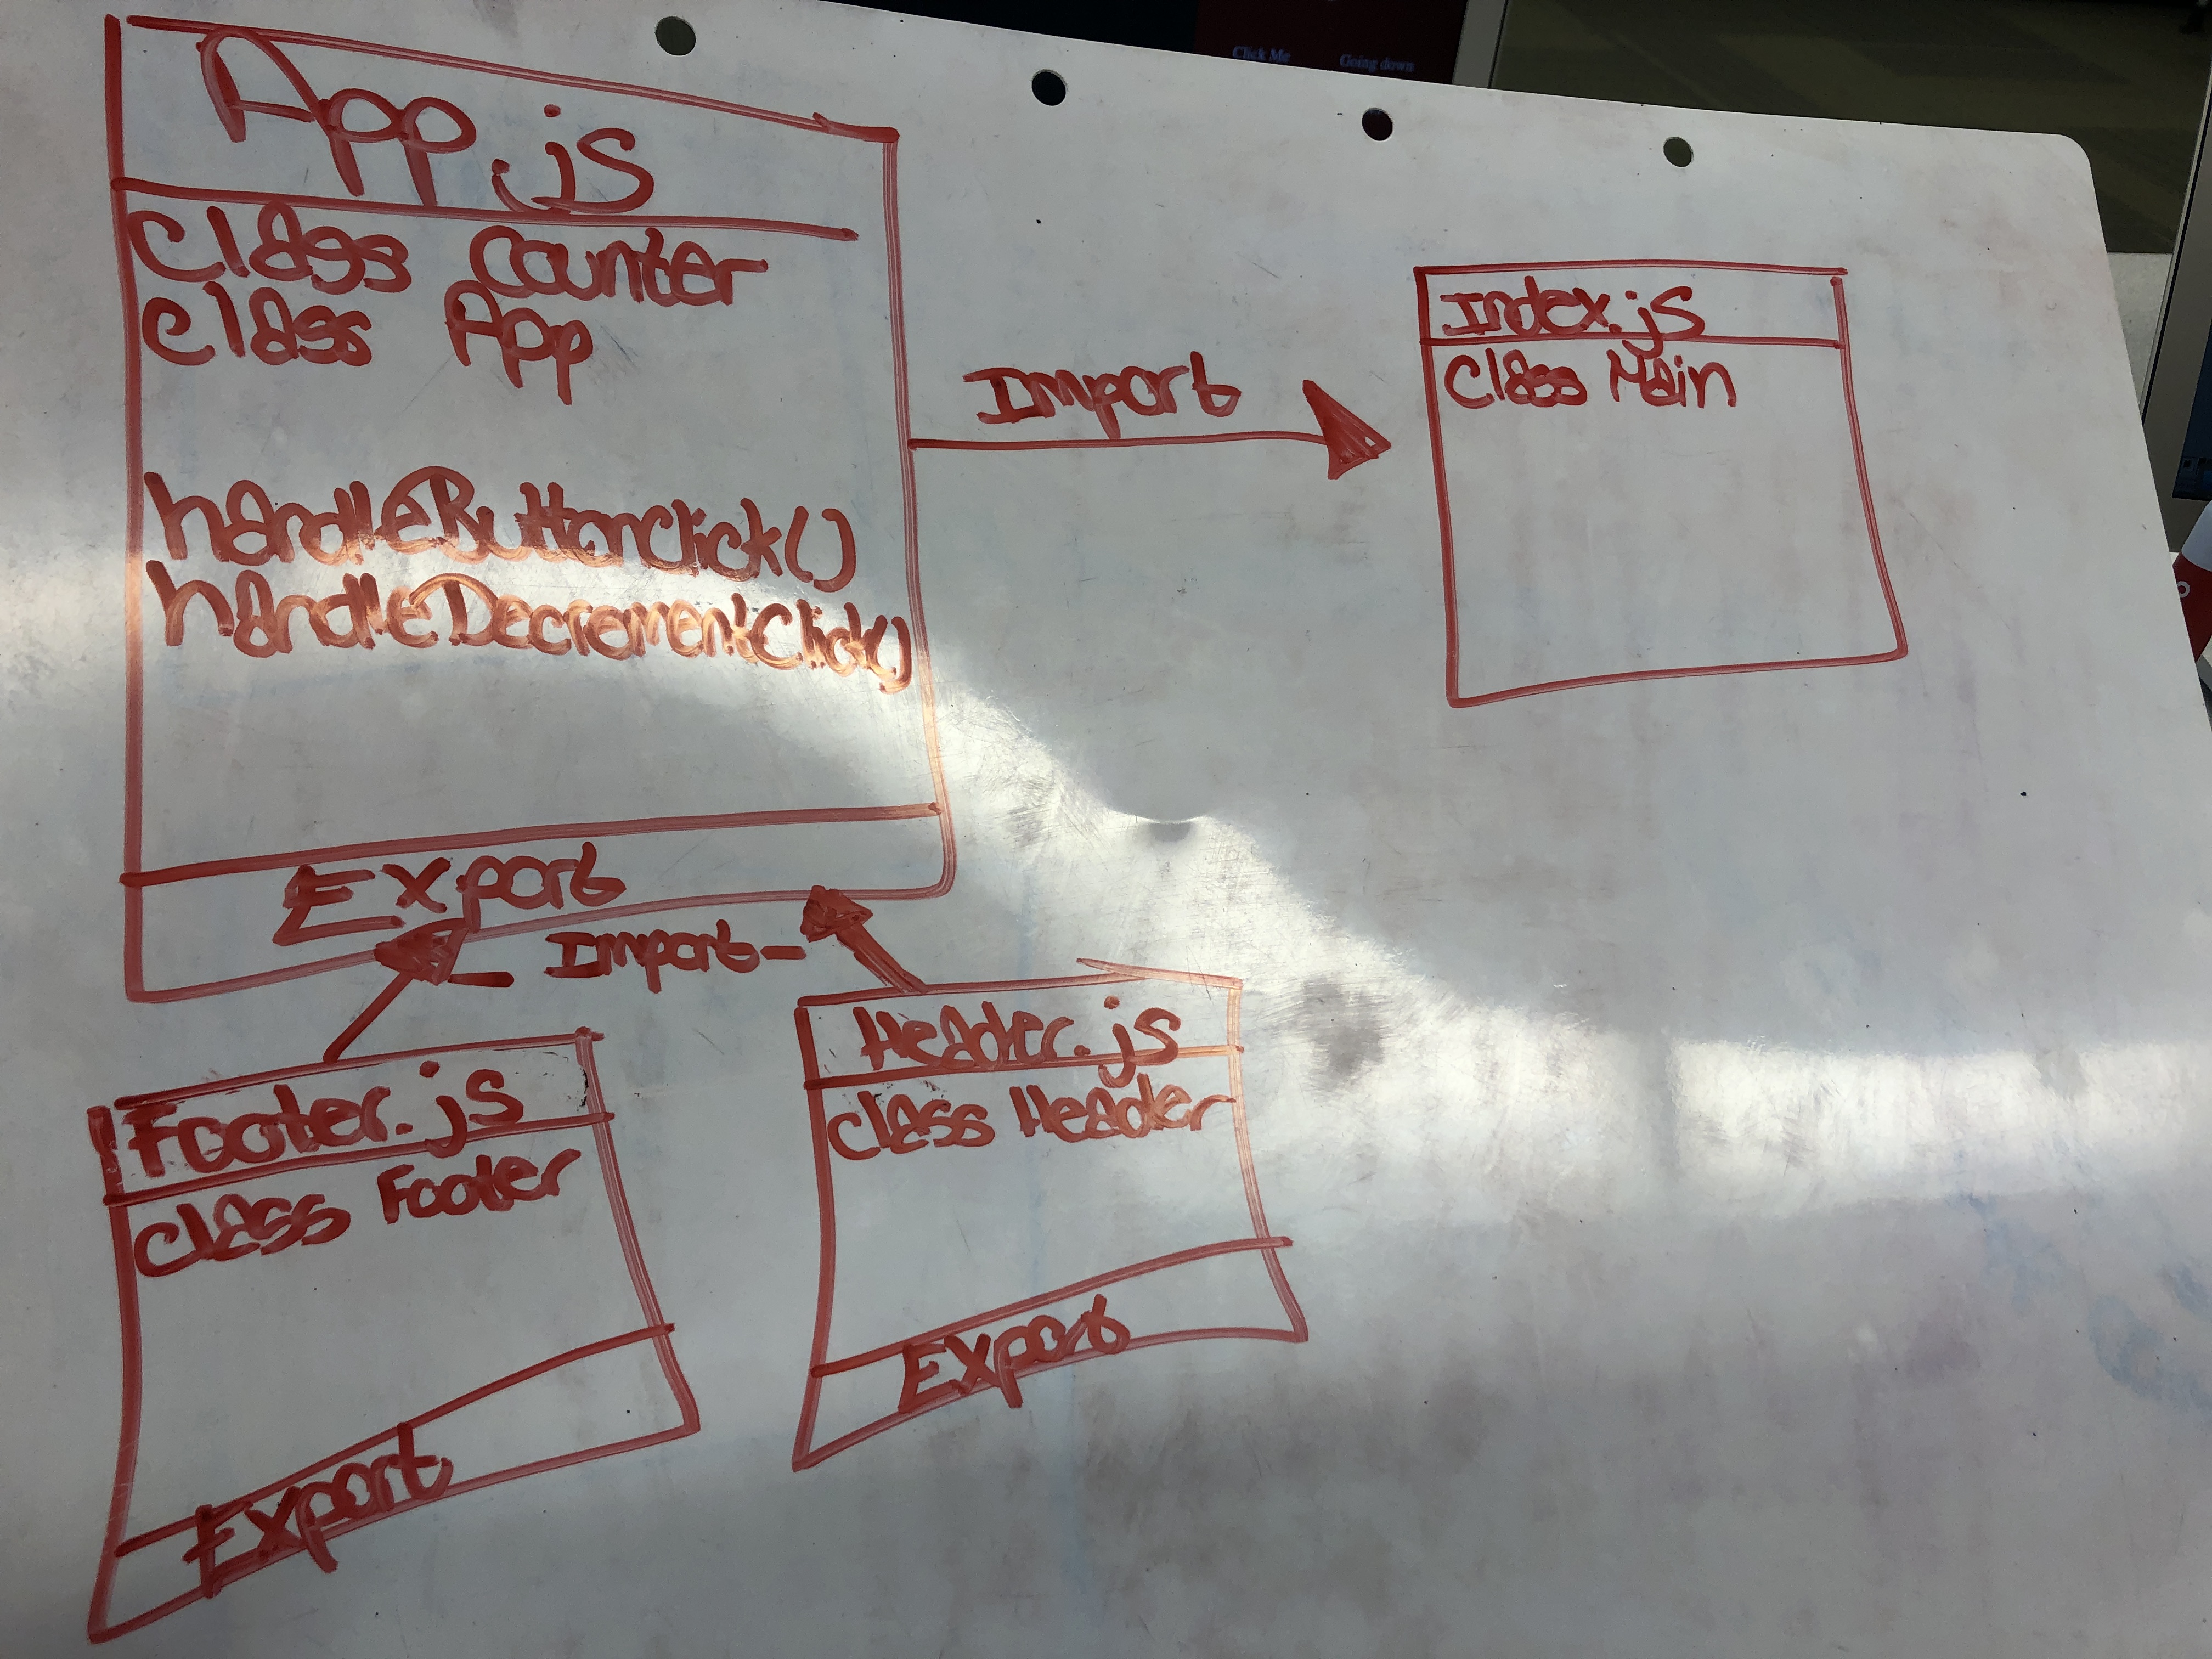 Click Me
Going down
App.js
Class Counter
Class App
handleButtonClick()
handleDecrementClick()
Export
Import
Index.js
Class Main
Import
Footer.js
Class Footer
Export
Header.js
Class Header
Export